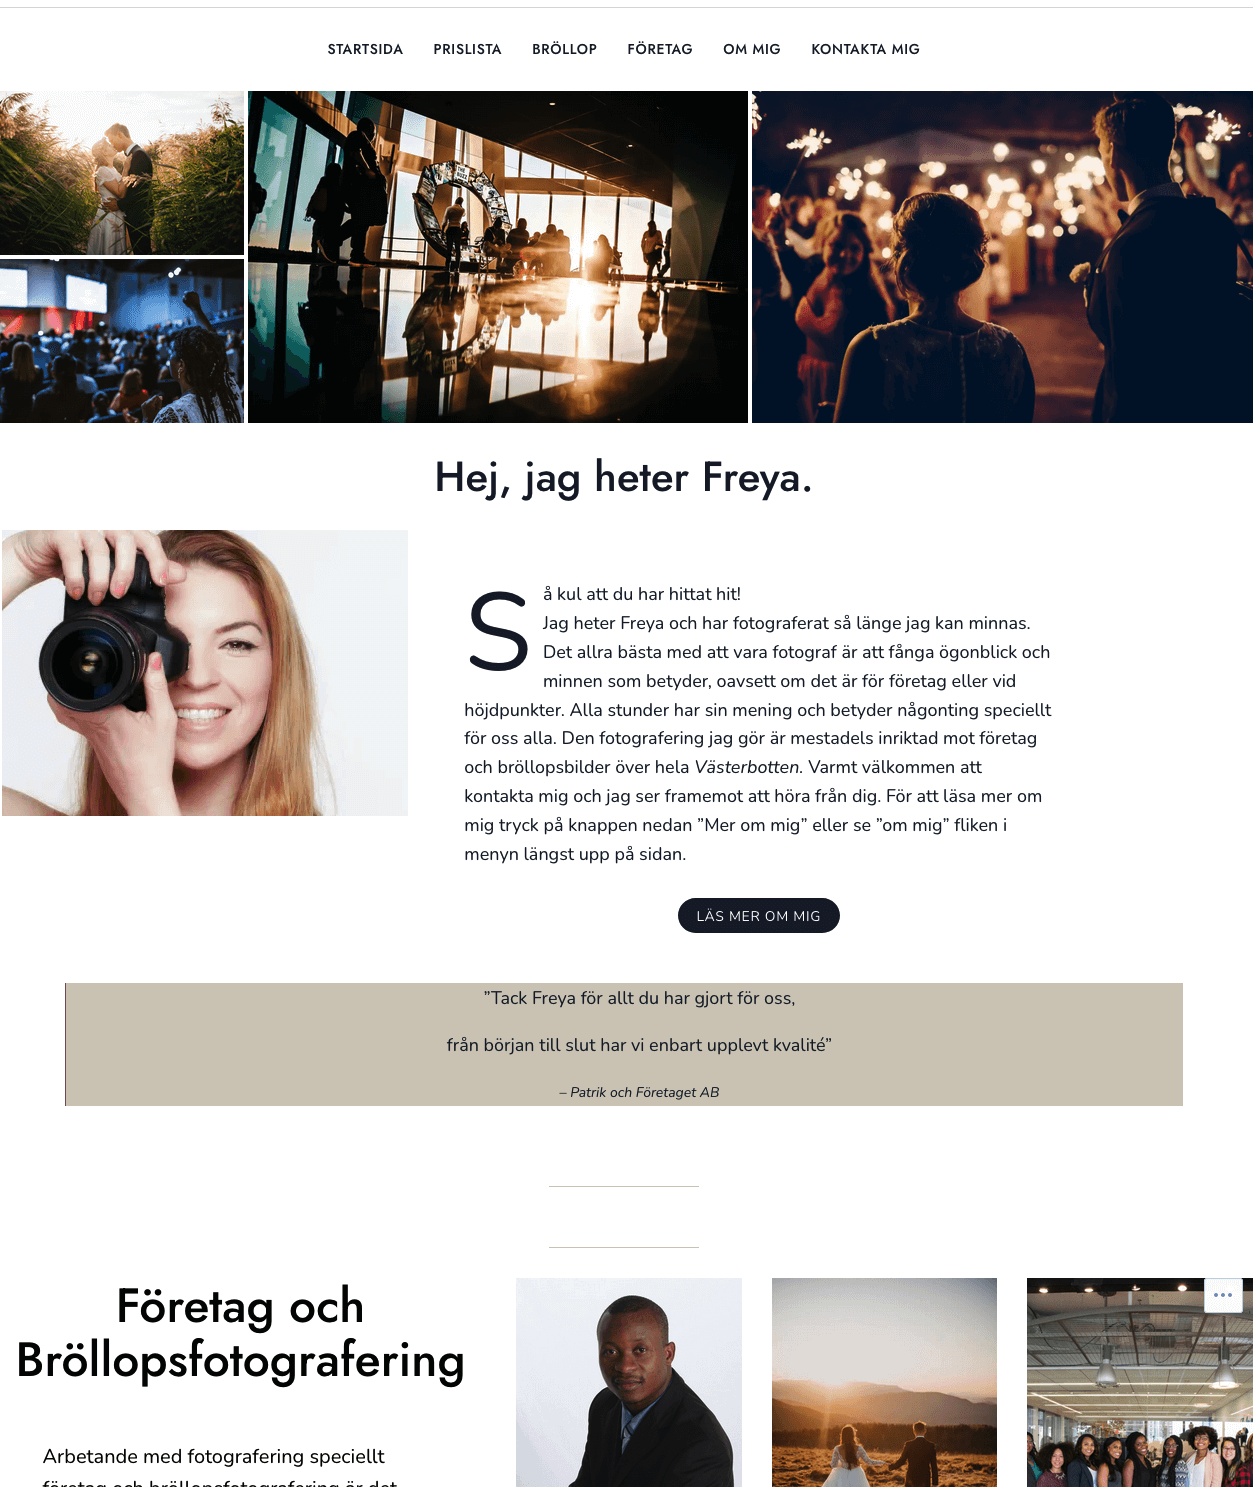 STARTSIDA PRISLISTA BRÖLLOP FÖRETAG OM MIG KONTAKTA MIG
Hej, jag heter Freya.
Så kul att du har hittat hit!
Jag heter Freya och har fotograferat så länge jag kan minnas.
Det allra bästa med att vara fotograf är att fånga ögonblick och
minnen som betyder, oavsett om det är för företag eller vid
höjdpunkter. Alla stunder har sin mening och betyder någonting speciellt
för oss alla. Den fotografering jag gör är mestadels inriktad mot företag
och bröllopsbilder över hela Västerbotten. Varmt välkommen att
kontakta mig och jag ser framemot att höra från dig. För att läsa mer om
mig tryck på knappen nedan ”Mer om mig” eller se ”om mig” fliken i
menyn längst upp på sidan.
LÄS MER OM MIG
”Tack Freya för allt du har gjort för oss,
från början till slut har vi enbart upplevt kvalité”
– Patrik och Företaget AB
Företag och
Bröllopsfotografering
Arbetande med fotografering speciellt
företag och bröllopsfotografering är det